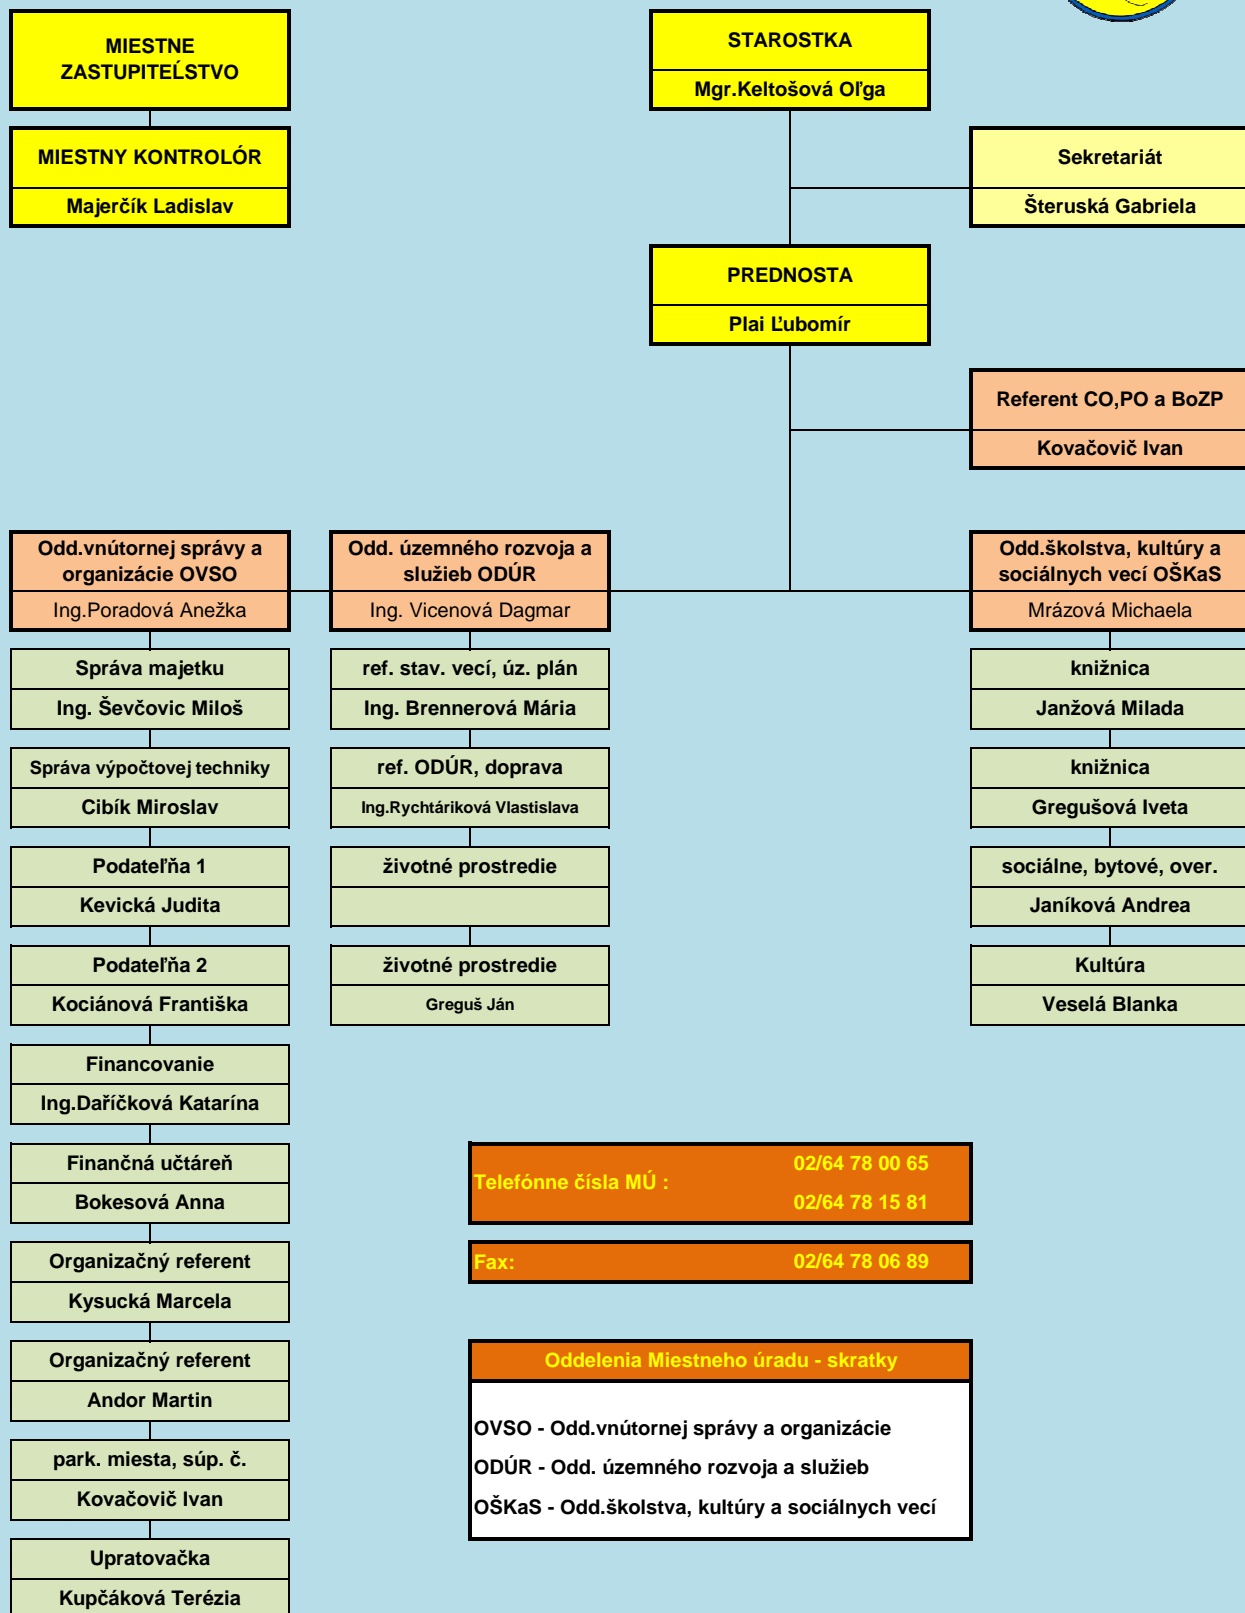 MIESTNE
ZASTUPITEĹSTVO
STAROSTKA
Mgr.Keltošová Oľga
MIESTNY KONTROLÓR
Majerčík Ladislav
Sekretariát
Šteruská Gabriela
PREDNOSTA
Plai Ľubomír
Referent CO,PO a BoZP
Kovačovič Ivan
Odd.vnútornej správy a
organizácie OVSO
Ing.Poradová Anežka
Správa majetku
Ing. Ševčovic Miloš
Správa výpočtovej techniky
Cibík Miroslav
Podateľňa 1
Kevická Judita
Podateľňa 2
Kociánová Františka
Financovanie
Ing.Daříčková Katarína
Finančná učtáreň
Bokesová Anna
Organizačný referent
Kysucká Marcela
Organizačný referent
Andor Martin
park. miesta, súp. č.
Kovačovič Ivan
Upratovačka
Kupčáková Terézia
Odd. územného rozvoja a
služieb ODÚR
Ing. Vicenová Dagmar
ref. stav. vecí, úz. plán
Ing. Brennerová Mária
ref. ODÚR, doprava
Ing.Rychtáriková Vlastislava
životné prostredie
životné prostredie
Greguš Ján
Odd.školstva, kultúry a
sociálnych vecí OŠKaS
Mrázová Michaela
knižnica
Janžová Milada
knižnica
Gregušová Iveta
sociálne, bytové, over.
Janíková Andrea
Kultúra
Veselá Blanka
Telefónne čísla MÚ :
02/64 78 00 65
02/64 78 15 81
Fax: 02/64 78 06 89
Oddelenia Miestneho úradu - skratky
OVSO - Odd.vnútornej správy a organizácie
ODÚR - Odd. územného rozvoja a služieb
OŠKaS - Odd.školstva, kultúry a sociálnych vecí